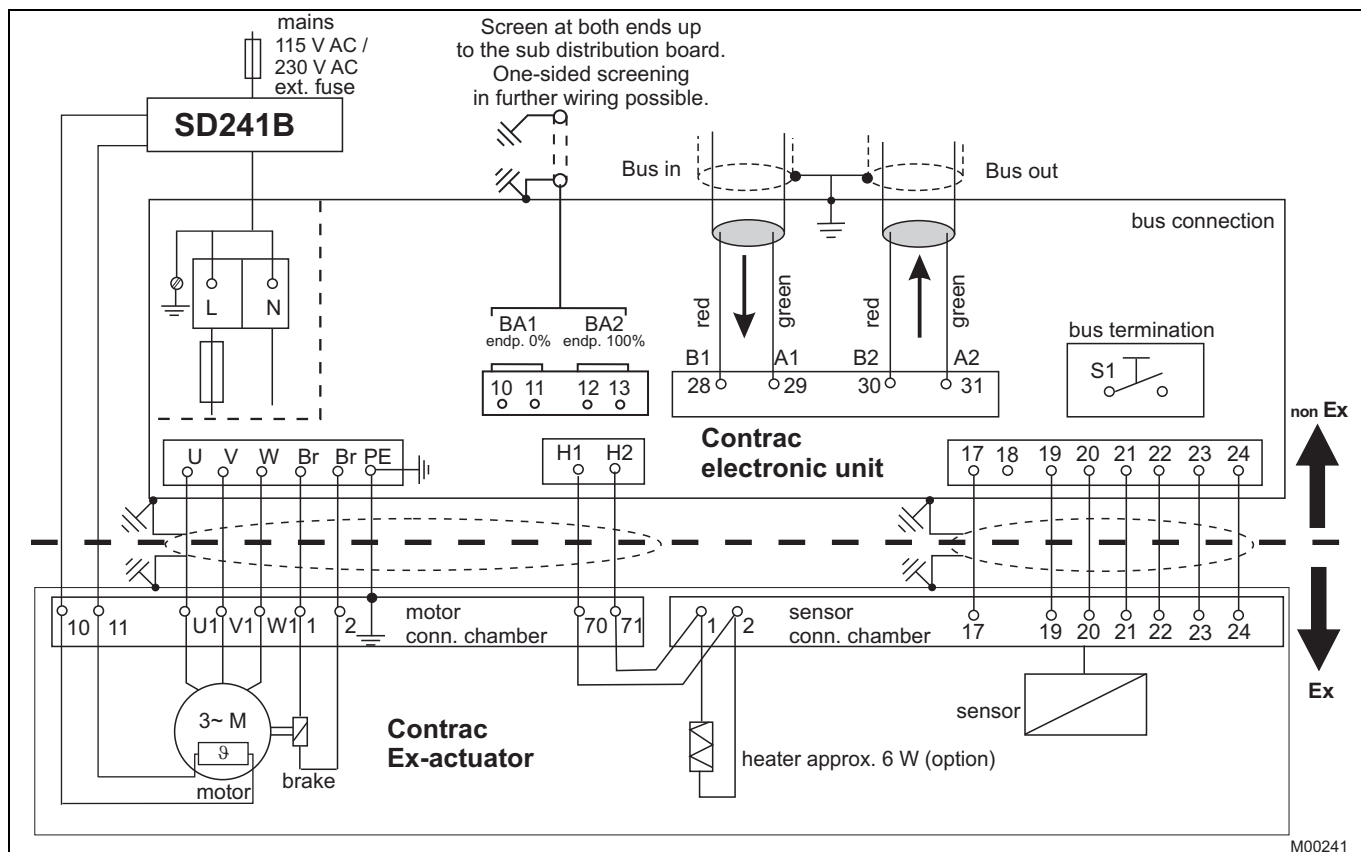 mains
115 V AC /
230 V AC
ext. fuse
SD241B
Screen at both ends up
to the sub distribution board.
One-sided screening
in further wiring possible.
Bus in
Bus out
bus connection
L N
red green red green
BA1 BA2
endp. 0% endp. 100%
10 11 12 13
B1 A1 B2 A2
28 29 30 31
bus termination
S1
non Ex
Contrac
electronic unit
U V W Br Br PE
H1 H2
17 18 19 20 21 22 23 24
10 11 U1 V1 W1 1 2
motor
conn. chamber
70 71
1 2
sensor
conn. chamber
17 19 20 21 22 23 24
Ex
3~ M
ϑ
motor
brake
Contrac
Ex-actuator
heater approx. 6 W (option)
sensor
M00241